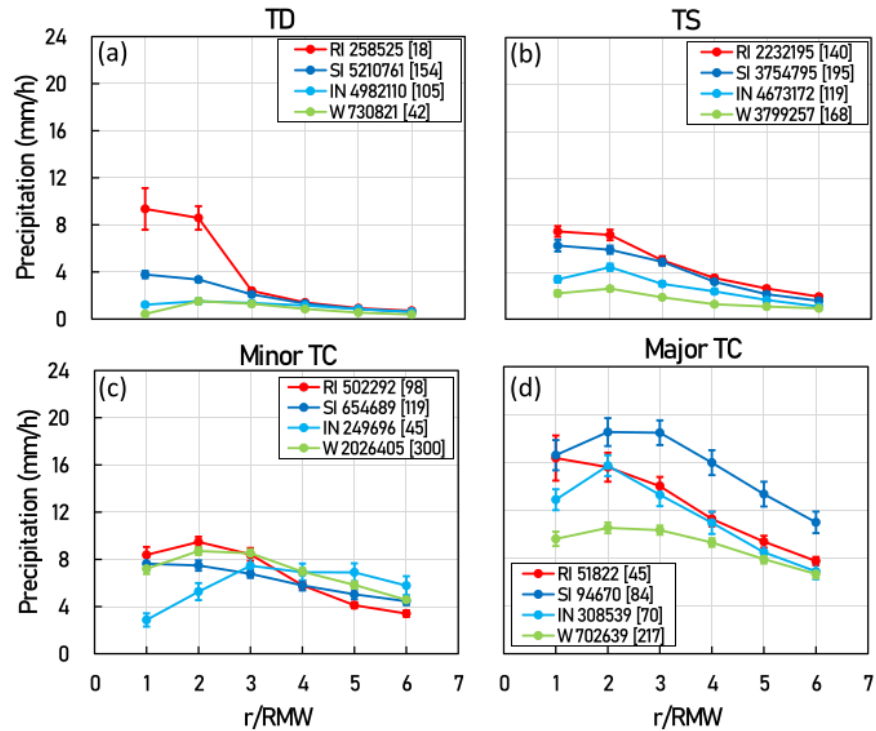 TD
TS
24
20
16
12
8
4
0
Precipitation (mm/h)
(a)
RI 258525 [18]
SI 5210761 [154]
IN 4982110 [105]
W 730821 [42]
(b)
RI 2232195 [140]
SI 3754795 [195]
IN 4673172 [119]
W 3799257 [168]
Minor TC
Major TC
24
20
16
12
8
4
0
Precipitation (mm/h)
(c)
RI 502292 [98]
SI 654689 [119]
IN 249696 [45]
W 2026405 [300]
(d)
RI 51822 [45]
SI 94670 [84]
IN 308539 [70]
W 702639 [217]
0 1 2 3 4 5 6 7
0 1 2 3 4 5 6 7
r/RMW
r/RMW